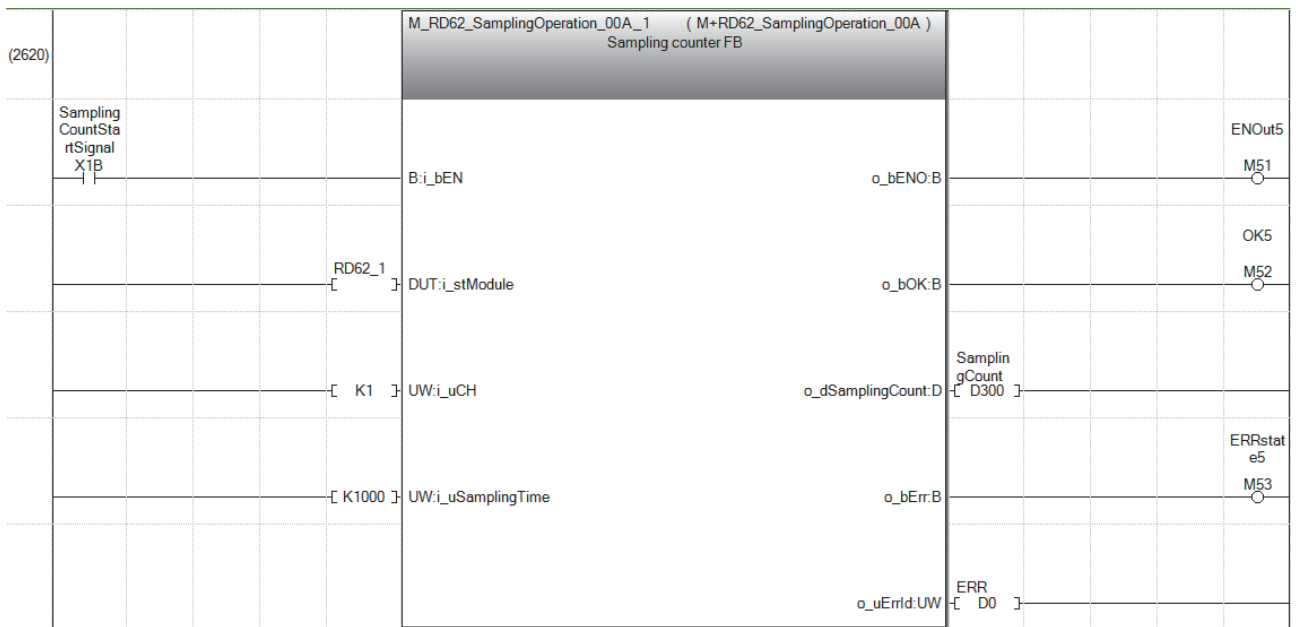 M_RD62_SamplingOperation_00A_1 ( M+RD62_SamplingOperation_00A )
Sampling counter FB
(2620)
Sampling
CountSta
rtSignal
X1B
B:i_bEN
o_bENO:B
ENOut5
M51
RD62_1
DUT:i_stModule
o_bOK:B
OK5
M52
K1
UW:i_uCH
o_dSamplingCount:D
Samplin
gCount
D300
K1000
UW:i_uSamplingTime
o_bErr:B
ERRstat
e5
M53
o_uErrId:UW
ERR
D0